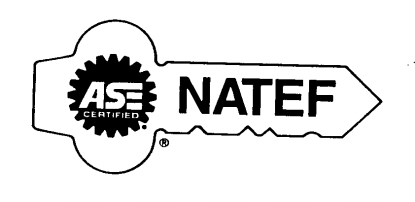 ASE NATEF
CERTIFIED
®